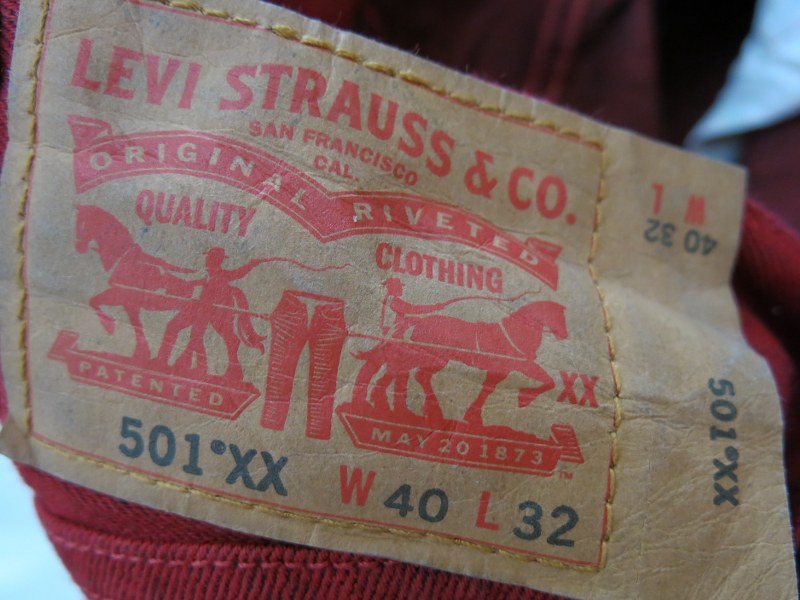 LEVI STRAUSS & CO.
SAN FRANCISCO
CAL.
ORIGINAL RIVETED
QUALITY
CLOTHING
XX
PATENTED
MAY 20 1873
TM
501®XX W 40 L 32
W L
40 32
501®XX